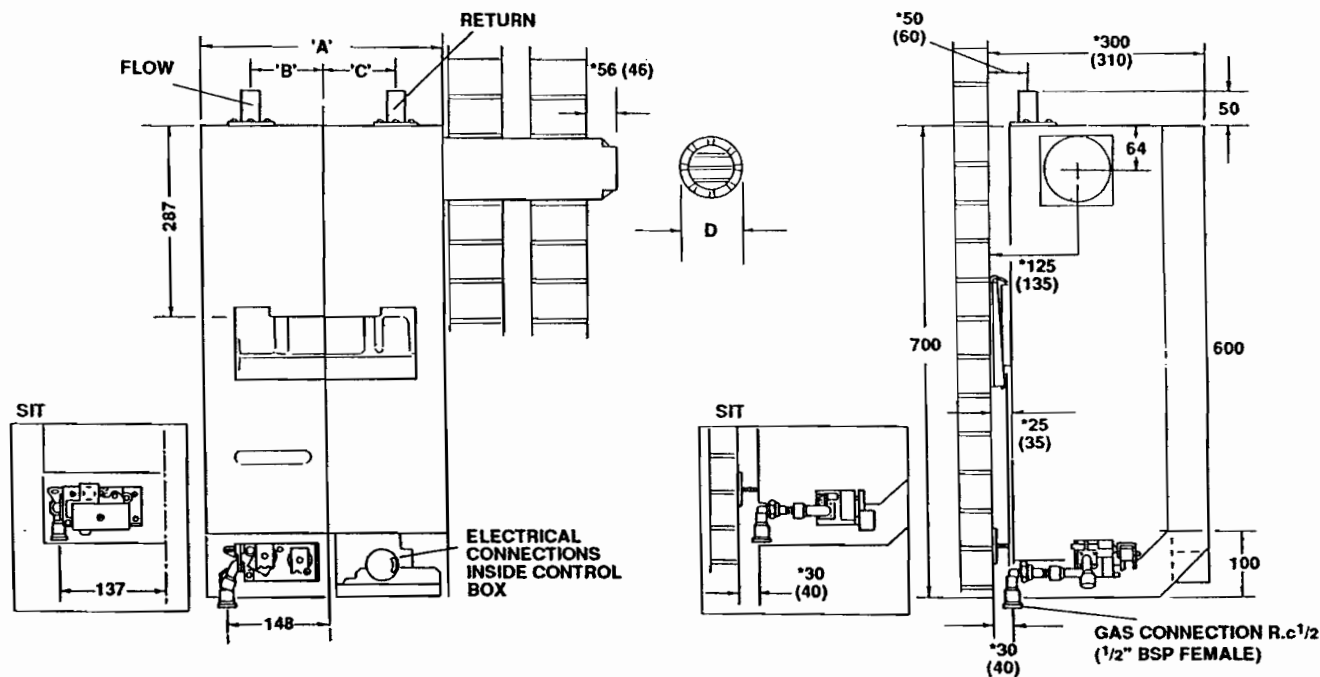 RETURN
'A'
'B'
'C'
FLOW
*56 (46)
287
D
SIT
137
148
ELECTRICAL
CONNECTIONS
INSIDE CONTROL
BOX
*50
(60)
*300
(310)
50
64
*125
(135)
700
600
*25
(35)
SIT
*30
(40)
100
*30
(40)
GAS CONNECTION R.c1/2
(1/2" BSP FEMALE)